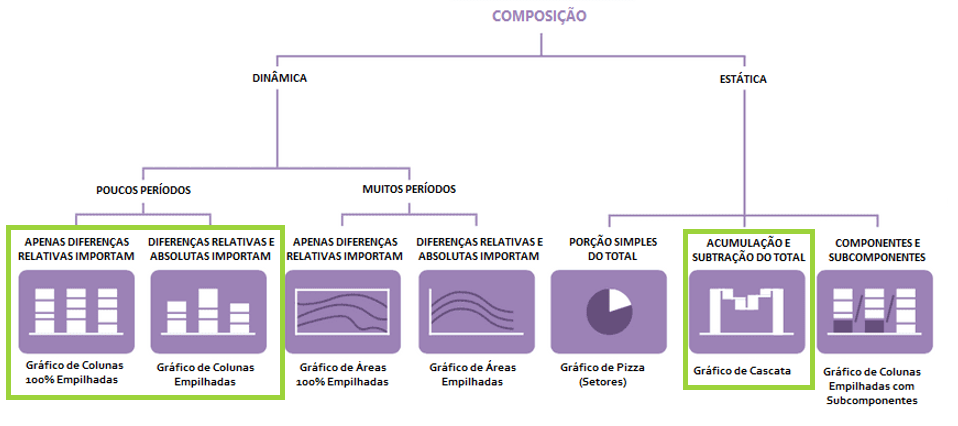 COMPOSIÇÃO
DINÂMICA
ESTÁTICA
POUCOS PERÍODOS
MUITOS PERÍODOS
APENAS DIFERENÇAS
RELATIVAS IMPORTAM
DIFERENÇAS RELATIVAS E
ABSOLUTAS IMPORTAM
APENAS DIFERENÇAS
RELATIVAS IMPORTAM
DIFERENÇAS RELATIVAS E
ABSOLUTAS IMPORTAM
PORÇÃO SIMPLES
DO TOTAL
ACUMULAÇÃO E
SUBTRAÇÃO DO TOTAL
COMPONENTES E
SUBCOMPONENTES
Gráfico de Colunas
100% Empilhadas
Gráfico de Colunas
Empilhadas
Gráfico de Áreas
100% Empilhadas
Gráfico de Áreas
Empilhadas
Gráfico de Pizza
(Setores)
Gráfico de Cascata
Gráfico de Colunas
Empilhadas com
Subcomponentes